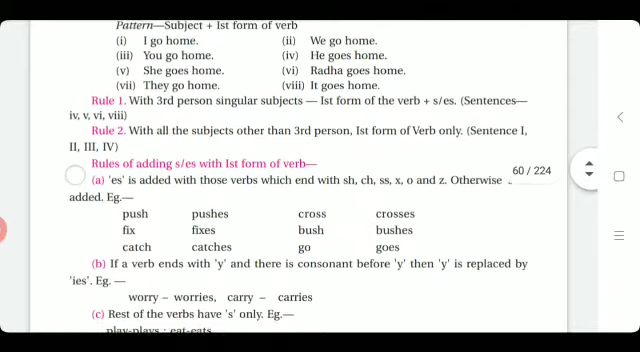 Pattern—Subject + Ist form of verb
(i) I go home. (ii) We go home.
(iii) You go home. (iv) He goes home.
(v) She goes home. (vi) Radha goes home.
(vii) They go home. (viii) It goes home.
Rule 1. With 3rd person singular subjects — Ist form of the verb + s/es. (Sentences—
iv, v, vi, viii)
Rule 2. With all the subjects other than 3rd person, Ist form of Verb only. (Sentence I,
II, III, IV)
Rules of adding s/es with Ist form of verb—
60 / 224
(a) 'es' is added with those verbs which end with sh, ch, ss, x, o and z. Otherwise
added. Eg.—
push pushes cross crosses
fix fixes bush bushes
catch catches go goes
(b) If a verb ends with 'y' and there is consonant before 'y' then 'y' is replaced by
'ies'. Eg. —
worry – worries, carry – carries
(c) Rest of the verbs have 's' only. Eg.—
play-plays ; eat-eats